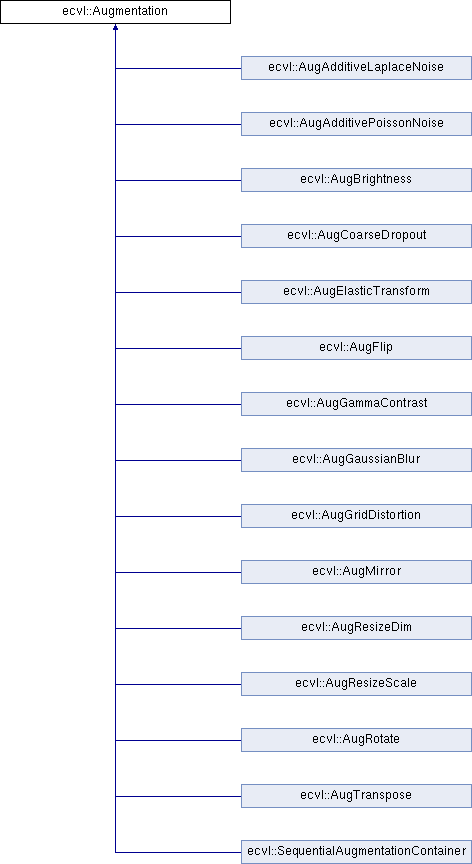 ecvl::Augmentation
ecvl::AugAdditiveLaplaceNoise
ecvl::AugAdditivePoissonNoise
ecvl::AugBrightness
ecvl::AugCoarseDropout
ecvl::AugElasticTransform
ecvl::AugFlip
ecvl::AugGammaContrast
ecvl::AugGaussianBlur
ecvl::AugGridDistortion
ecvl::AugMirror
ecvl::AugResizeDim
ecvl::AugResizeScale
ecvl::AugRotate
ecvl::AugTranspose
ecvl::SequentialAugmentationContainer